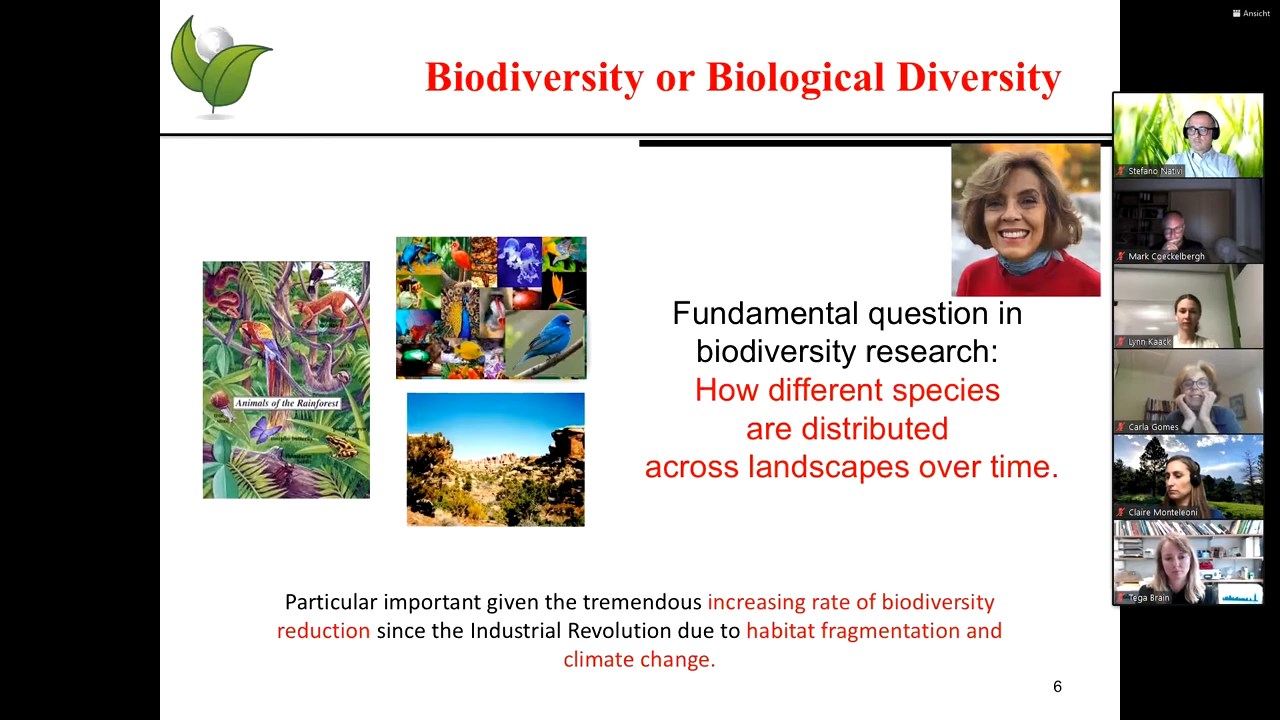 Ansicht
Biodiversity or Biological Diversity
Stefano Nativi
Mark Coeckelbergh
Lynn Kaack
Carla Gomes
Claire Monteleoni
Tega Brain
Animals of the Rainforest
Fundamental question in
biodiversity research:
How different species
are distributed
across landscapes over time.
Particular important given the tremendous increasing rate of biodiversity
reduction since the Industrial Revolution due to habitat fragmentation and
climate change.
6